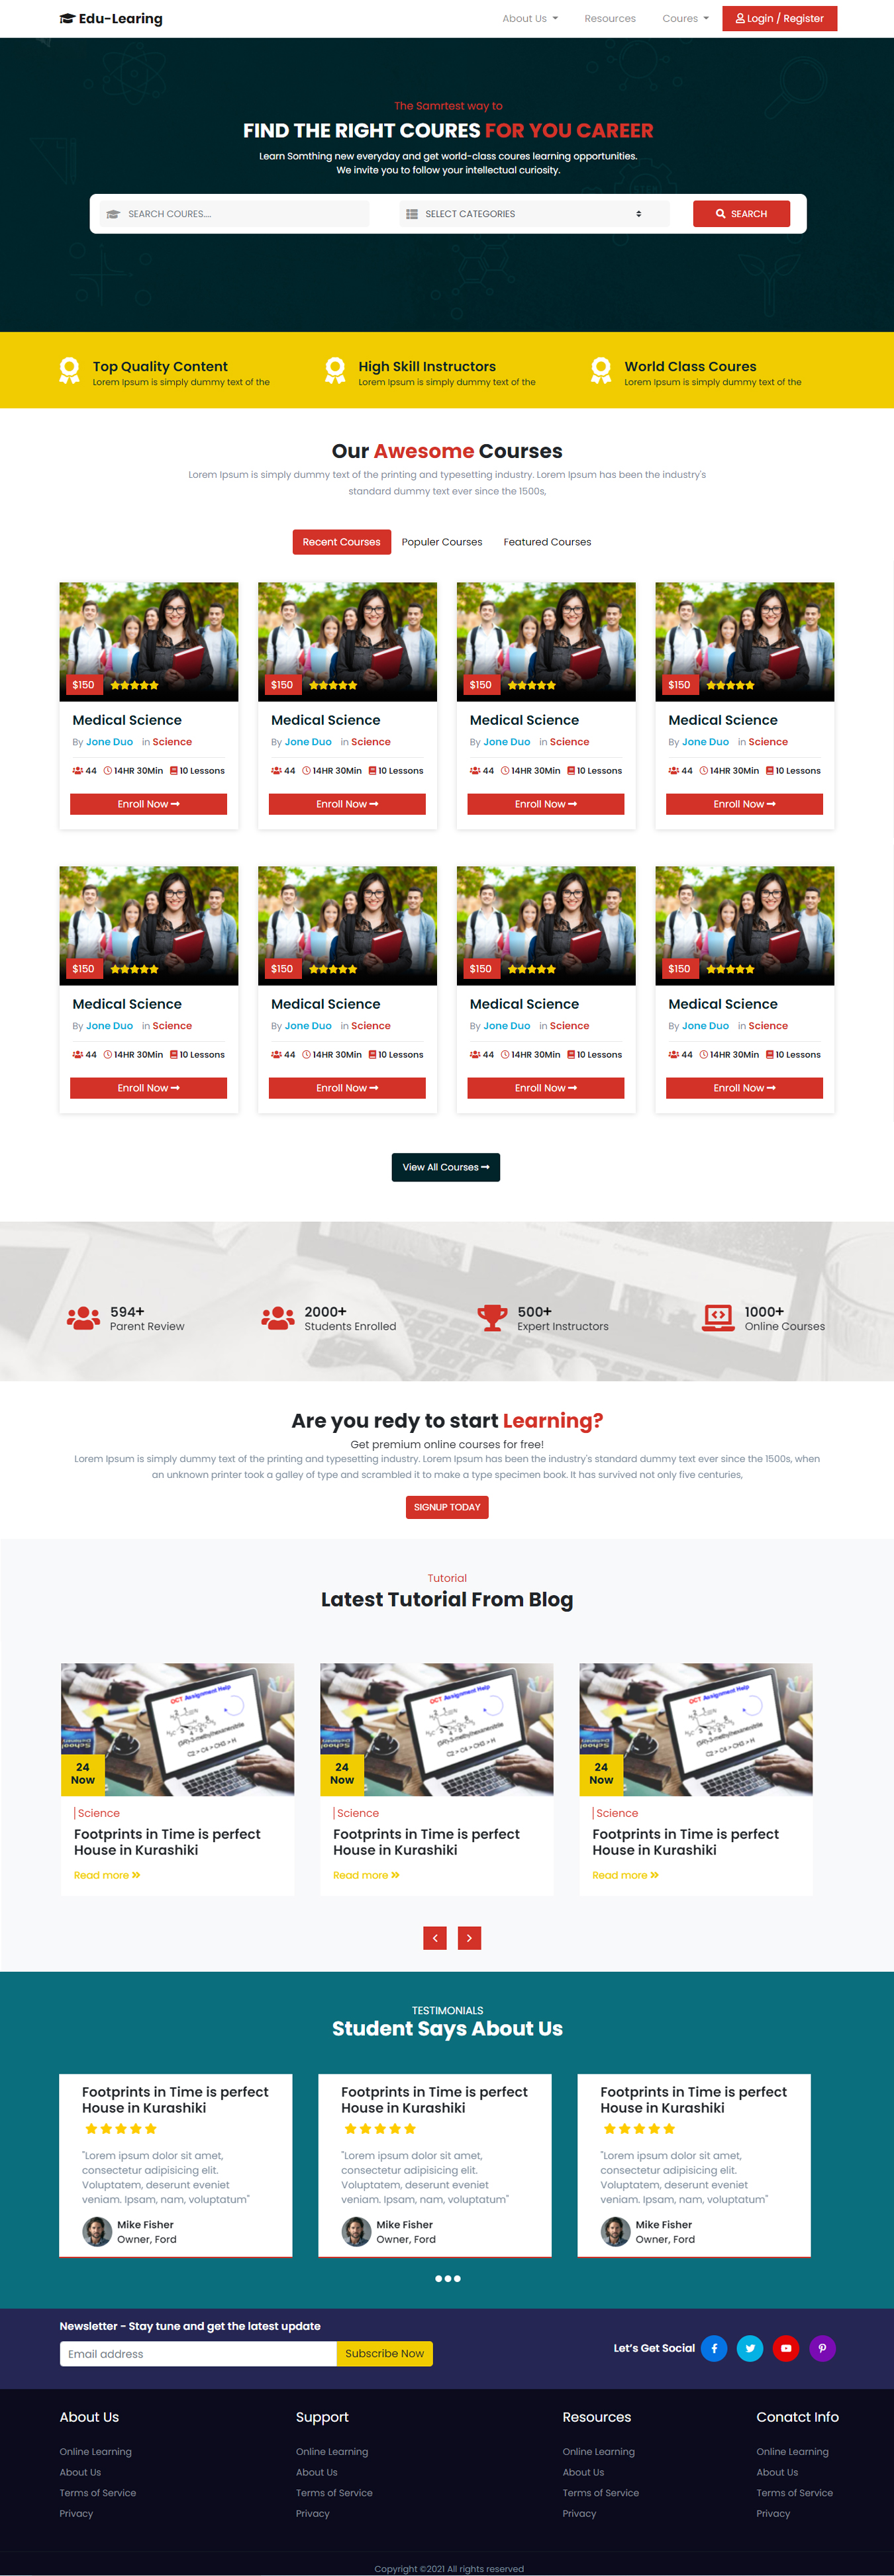 Edu-Learing
About Us
Resources
Coures
Login / Register
The Samrtest way to
FIND THE RIGHT COURES FOR YOU CAREER
Learn Somthing new everyday and get world-class coures learning opportunities.
We invite you to follow your intellectual curiosity.
SEARCH COURES....
SELECT CATEGORIES
SEARCH
Top Quality Content
Lorem Ipsum is simply dummy text of the
High Skill Instructors
Lorem Ipsum is simply dummy text of the
World Class Coures
Lorem Ipsum is simply dummy text of the
Our Awesome Courses
Lorem Ipsum is simply dummy text of the printing and typesetting industry. Lorem Ipsum has been the industry's
standard dummy text ever since the 1500s,
Recent Courses
Populer Courses
Featured Courses
$150
Medical Science
By Jone Duo in Science
44 14HR 30Min 10 Lessons
Enroll Now
$150
Medical Science
By Jone Duo in Science
44 14HR 30Min 10 Lessons
Enroll Now
$150
Medical Science
By Jone Duo in Science
44 14HR 30Min 10 Lessons
Enroll Now
$150
Medical Science
By Jone Duo in Science
44 14HR 30Min 10 Lessons
Enroll Now
$150
Medical Science
By Jone Duo in Science
44 14HR 30Min 10 Lessons
Enroll Now
$150
Medical Science
By Jone Duo in Science
44 14HR 30Min 10 Lessons
Enroll Now
$150
Medical Science
By Jone Duo in Science
44 14HR 30Min 10 Lessons
Enroll Now
$150
Medical Science
By Jone Duo in Science
44 14HR 30Min 10 Lessons
Enroll Now
View All Courses
594+
Parent Review
2000+
Students Enrolled
500+
Expert Instructors
1000+
Online Courses
Are you redy to start Learning?
Get premium online courses for free!
Lorem Ipsum is simply dummy text of the printing and typesetting industry. Lorem Ipsum has been the industry's standard dummy text ever since the 1500s, when
an unknown printer took a galley of type and scrambled it to make a type specimen book. It has survived not only five centuries,
SIGNUP TODAY
Tutorial
Latest Tutorial From Blog
OCT Assignment Help
24
Now
Science
Footprints in Time is perfect
House in Kurashiki
Read more
OCT Assignment Help
24
Now
Science
Footprints in Time is perfect
House in Kurashiki
Read more
OCT Assignment Help
24
Now
Science
Footprints in Time is perfect
House in Kurashiki
Read more
TESTIMONIALS
Student Says About Us
Footprints in Time is perfect
House in Kurashiki
"Lorem ipsum dolor sit amet,
consectetur adipisicing elit.
Voluptatem, deserunt eveniet
veniam. Ipsam, nam, voluptatum"
Mike Fisher
Owner, Ford
Footprints in Time is perfect
House in Kurashiki
"Lorem ipsum dolor sit amet,
consectetur adipisicing elit.
Voluptatem, deserunt eveniet
veniam. Ipsam, nam, voluptatum"
Mike Fisher
Owner, Ford
Footprints in Time is perfect
House in Kurashiki
"Lorem ipsum dolor sit amet,
consectetur adipisicing elit.
Voluptatem, deserunt eveniet
veniam. Ipsam, nam, voluptatum"
Mike Fisher
Owner, Ford
Newsletter - Stay tune and get the latest update
Email address
Subscribe Now
Let's Get Social
About Us
Online Learning
About Us
Terms of Service
Privacy
Support
Online Learning
About Us
Terms of Service
Privacy
Resources
Online Learning
About Us
Terms of Service
Privacy
Conatct Info
Online Learning
About Us
Terms of Service
Privacy
Copyright ©2021 All rights reserved